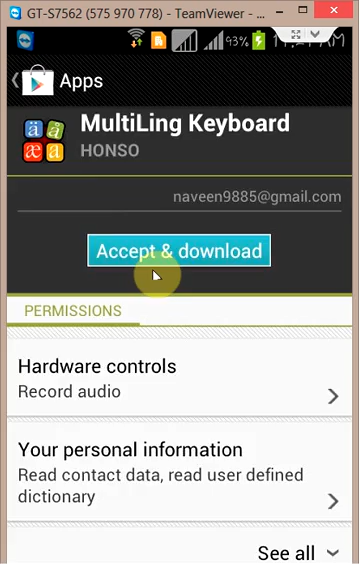 GT-S7562 (575 970 778) - TeamViewer - ...
93%
Apps
MultiLing Keyboard
HONSO
naveen9885@gmail.com
Accept & download
PERMISSIONS
Hardware controls
Record audio
Your personal information
Read contact data, read user defined
dictionary
See all